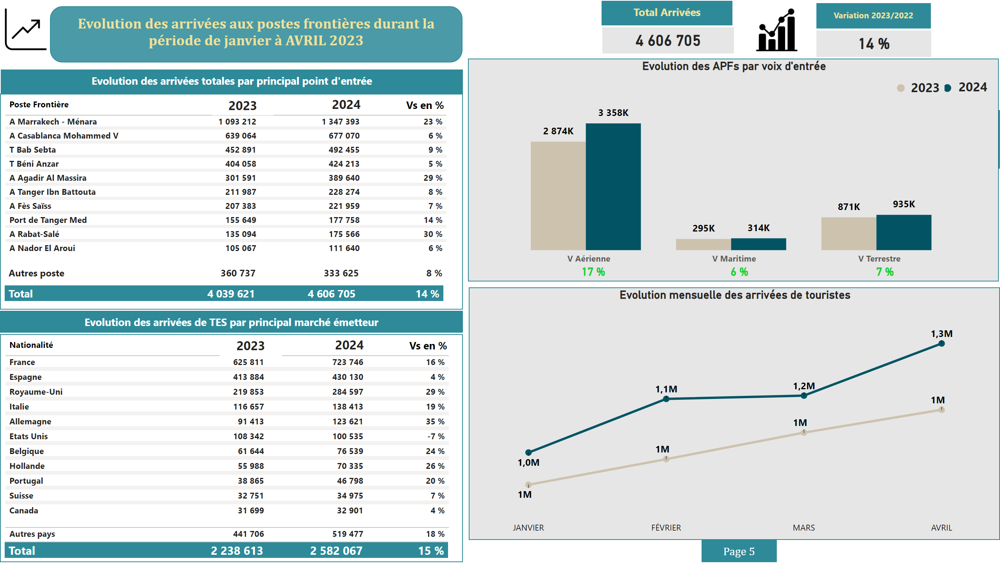 Evolution des arrivées aux postes frontières durant la
période de janvier à AVRIL 2023
Total Arrivées
4 606 705
Variation 2023/2022
14 %
Evolution des arrivées totales par principal point d'entrée
Poste Frontière 2023 2024 Vs en %
A Marrakech - Ménara 1 093 212 1 347 393 23 %
A Casablanca Mohammed V 639 064 677 070 6 %
T Bab Sebta 452 891 492 455 9 %
T Béni Anzar 404 058 424 213 5 %
A Agadir Al Massira 301 591 389 640 29 %
A Tanger Ibn Battouta 211 987 228 274 8 %
A Fès Saïss 207 383 221 959 7 %
Port de Tanger Med 155 649 177 758 14 %
A Rabat-Salé 135 094 175 566 30 %
A Nador El Aroui 105 067 111 640 6 %
Autres poste 360 737 333 625 8 %
Total 4 039 621 4 606 705 14 %
Evolution des arrivées de TES par principal marché émetteur
Nationalité 2023 2024 Vs en %
France 625 811 723 746 16 %
Espagne 413 884 430 130 4 %
Royaume-Uni 219 853 284 597 29 %
Italie 116 657 138 413 19 %
Allemagne 91 413 123 621 35 %
Etats Unis 108 342 100 535 -7 %
Belgique 61 644 76 539 24 %
Hollande 55 988 70 335 26 %
Portugal 38 865 46 798 20 %
Suisse 32 751 34 975 7 %
Canada 31 699 32 901 4 %
Autres pays 441 706 519 477 18 %
Total 2 238 613 2 582 067 15 %
Evolution des APFs par voix d'entrée
2023 2024
3 358K
2 874K
935K
871K
295K 314K
V Aérienne V Maritime V Terrestre
17 % 6 % 7 %
Evolution mensuelle des arrivées de touristes
1,3M
1,1M
1,2M
1M
1M
1M
1,0M
1M
JANVIER FÉVRIER MARS AVRIL
Page 5